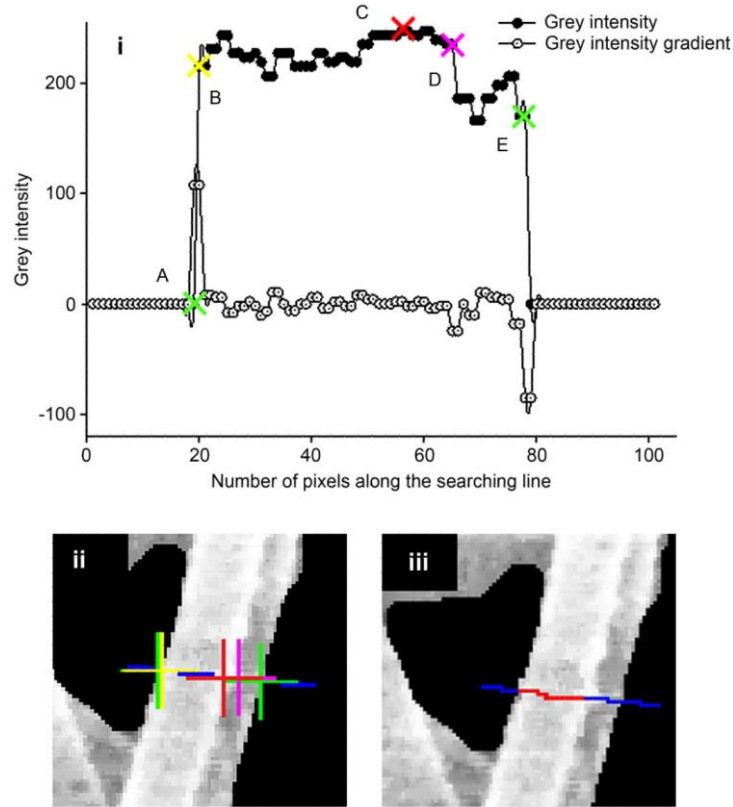 i
C
Grey intensity
Grey intensity gradient
200
B
D
E
Grey intensity
100
A
0
-100
0 20 40 60 80 100
Number of pixels along the searching line
ii
iii